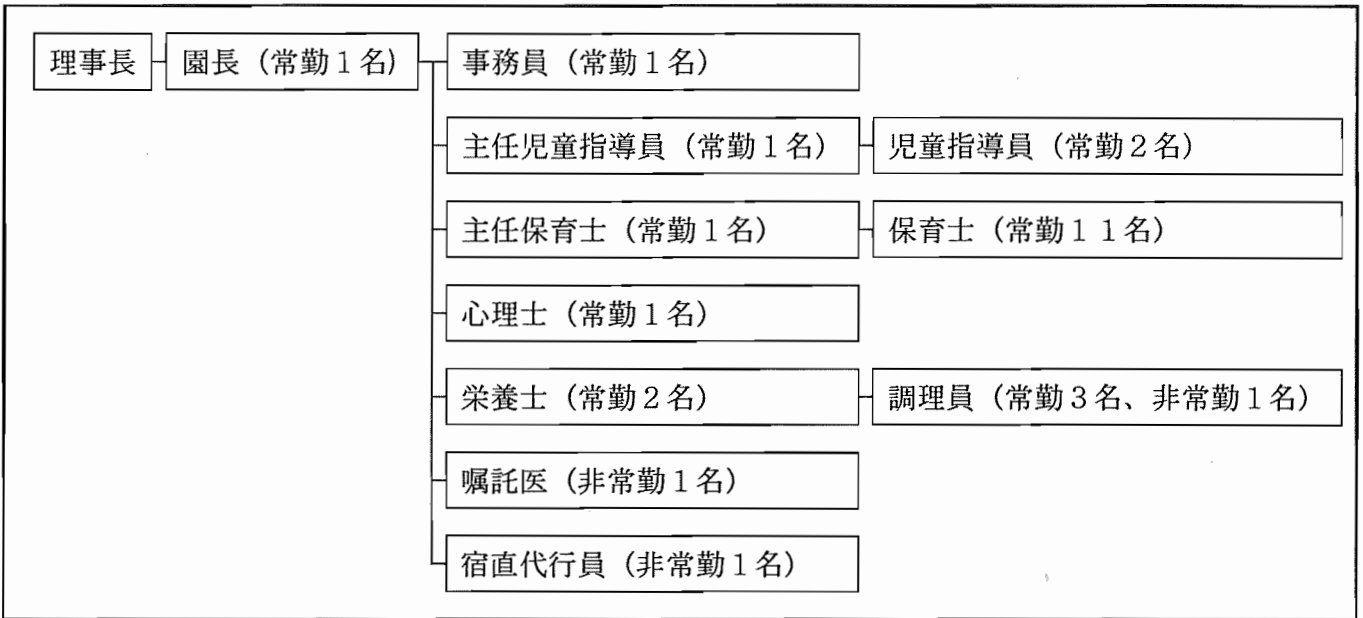 理事長 園長（常勤１名） 事務員（常勤１名）
主任児童指導員（常勤１名） 児童指導員（常勤２名）
主任保育士（常勤１名） 保育士（常勤１１名）
心理士（常勤１名）
栄養士（常勤２名） 調理員（常勤３名、非常勤１名）
嘱託医（非常勤１名）
宿直代行員（非常勤１名）